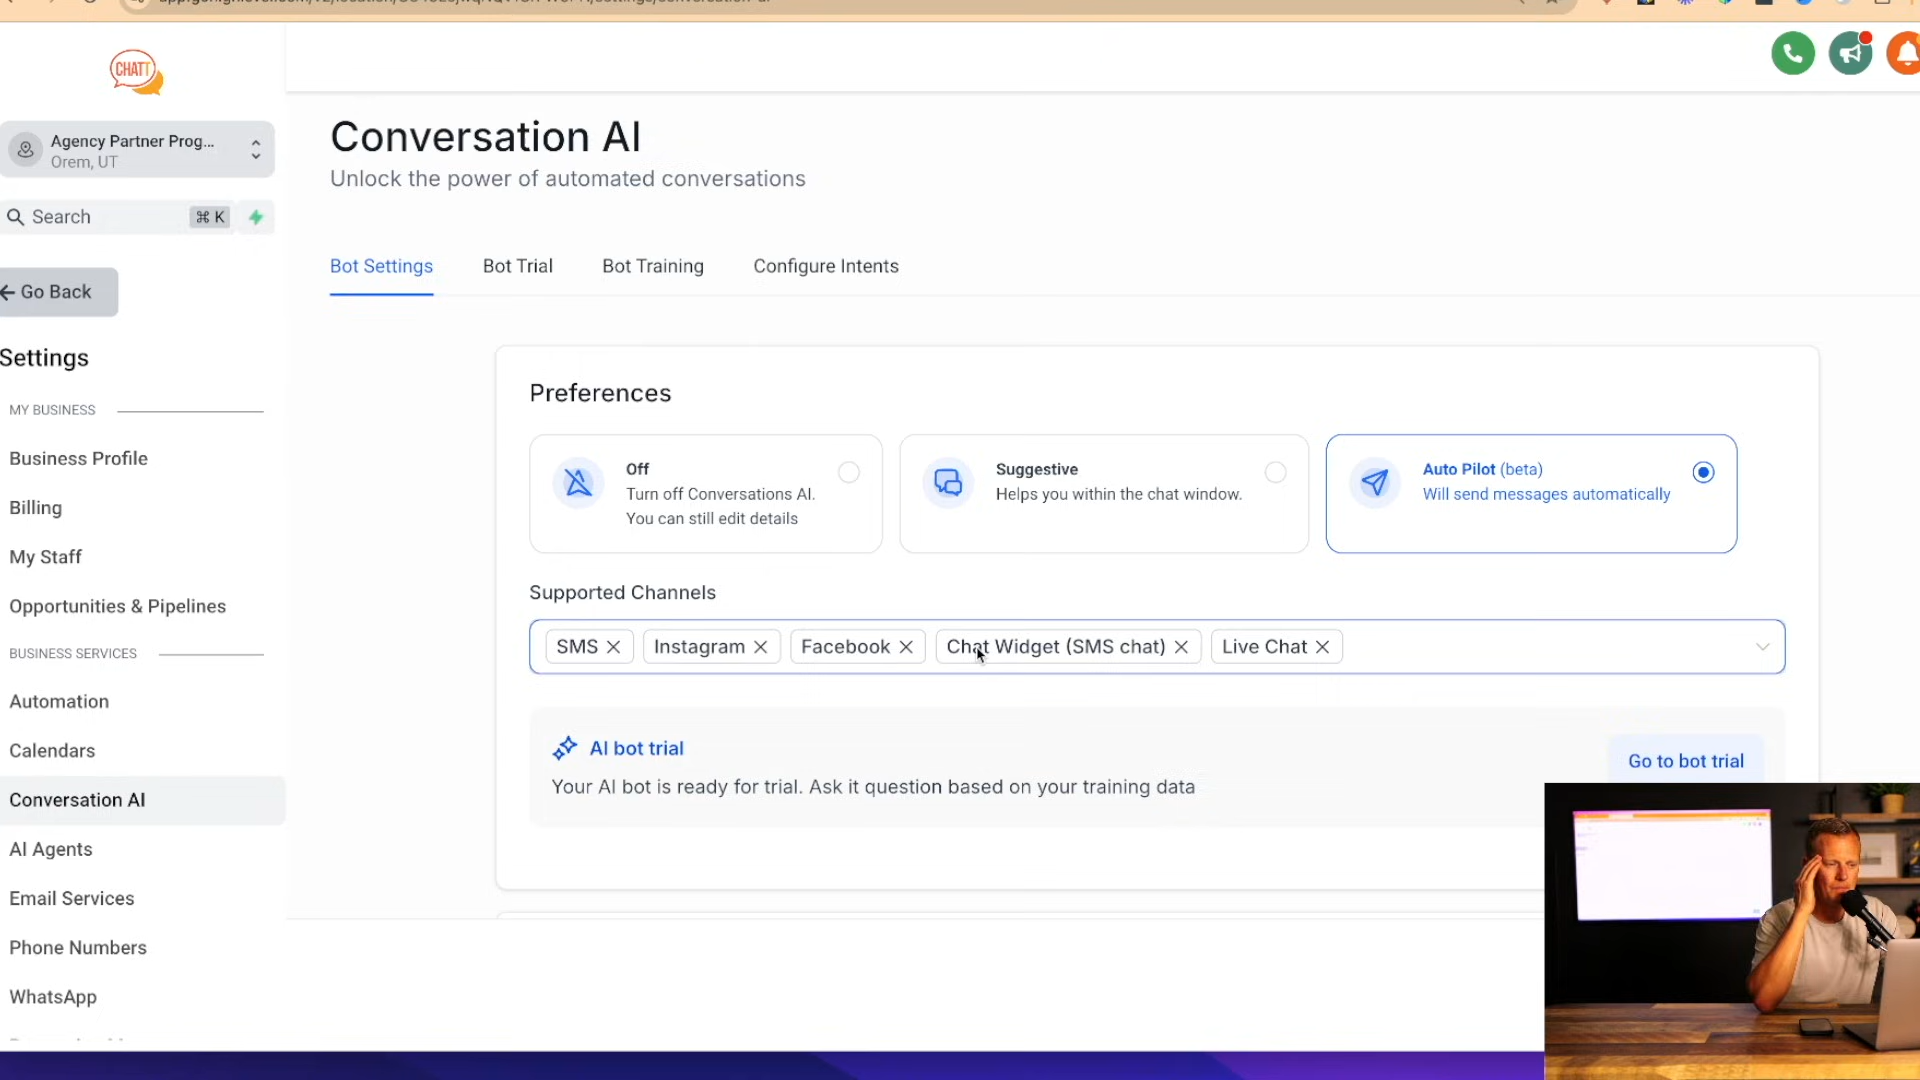 CHATT
Agency Partner Prog...
Orem, UT
Search
⌘ K
Go Back
Settings
MY BUSINESS
Business Profile
Billing
My Staff
Opportunities & Pipelines
BUSINESS SERVICES
Automation
Calendars
Conversation AI
AI Agents
Email Services
Phone Numbers
WhatsApp
Conversation AI
Unlock the power of automated conversations
Bot Settings
Bot Trial
Bot Training
Configure Intents
Preferences
Off
Turn off Conversations AI.
You can still edit details
Suggestive
Helps you within the chat window.
Auto Pilot (beta)
Will send messages automatically
Supported Channels
SMS
Instagram
Facebook
Chat Widget (SMS chat)
Live Chat
AI bot trial
Your AI bot is ready for trial. Ask it question based on your training data
Go to bot trial